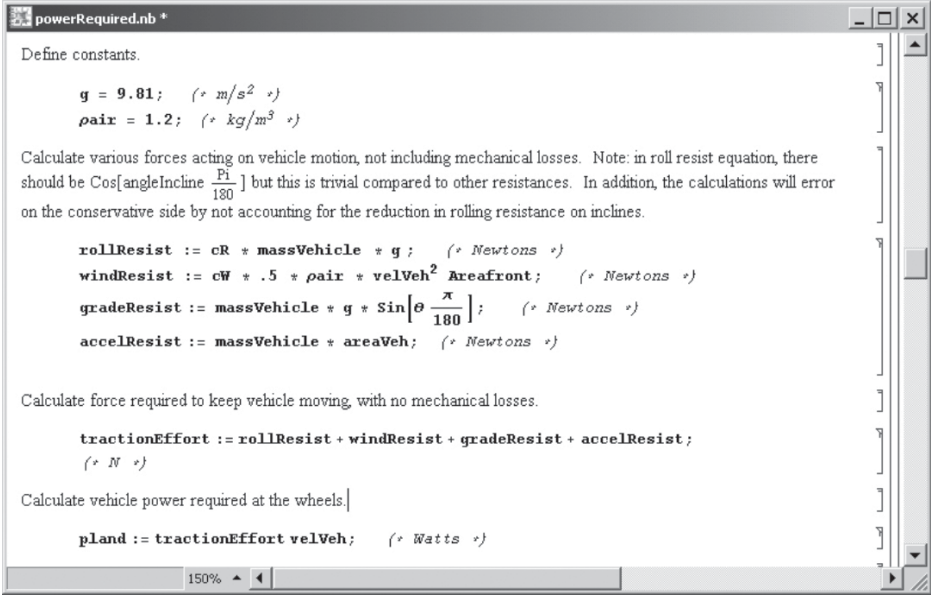 powerRequired.nb *
Define constants.
g = 9.81; (* m/s² *)
ρair = 1.2; (* kg/m³ *)
Calculate various forces acting on vehicle motion, not including mechanical losses. Note: in roll resist equation, there
should be Cos[angleIncline Pi/180 ] but this is trivial compared to other resistances. In addition, the calculations will error
on the conservative side by not accounting for the reduction in rolling resistance on inclines.
rollResist := cR * massVehicle * g ; (* Newtons *)
windResist := cW * .5 * ρair * velVeh² Areafront; (* Newtons *)
gradeResist := massVehicle * g * Sin[θ π/180]; (* Newtons *)
accelResist := massVehicle * areaVeh; (* Newtons *)
Calculate force required to keep vehicle moving, with no mechanical losses.
tractionEffort := rollResist + windResist + gradeResist + accelResist;
(* N *)
Calculate vehicle power required at the wheels.
pland := tractionEffort velVeh; (* Watts *)
150%